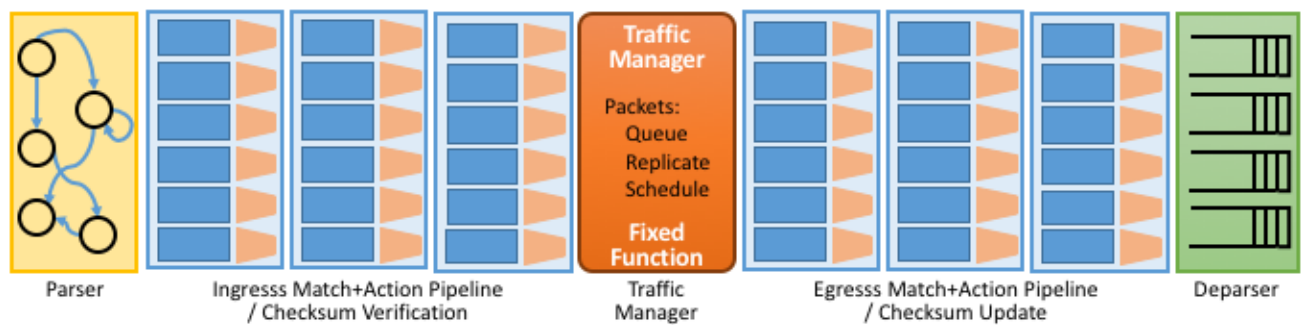 Traffic
Manager
Packets:
Queue
Replicate
Schedule
Fixed
Function
Parser
Ingresss Match+Action Pipeline
/ Checksum Verification
Traffic
Manager
Egresss Match+Action Pipeline
/ Checksum Update
Deparser